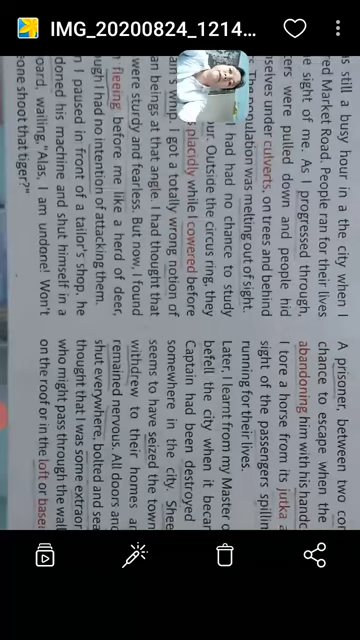 IMG_20200824_1214...
s still a busy hour in a the city when I
red Market Road. People ran for their lives
e sight of me. As I progressed through,
ers were pulled down and people hid
selves under culverts, on trees and behind
The population was melting out of sight.
I had had no chance to study
ur. Outside the circus ring, they
placidly while I cowered before
ain's whip. I got a totally wrong notion of
an beings at that angle. I had thought that
were sturdy and fearless. But now, I found
fleeing before me like a herd of deer,
ugh I had no intention of attacking them.
n I paused in front of a tailor's shop, he
doned his machine and shut himself in a
oard, wailing, "Alas, I am undone! Won't
eone shoot that tiger?"
A prisoner, between two con
chance to escape when the
abandoning him with his handc
I tore a horse from its jutka a
sight of the passengers spillin
running for their lives.
Later, I learnt from my Master o
befell the city when it becam
Captain had been destroyed
somewhere in the city. Shee
seems to have seized the town
withdrew to their homes an
remained nervous. All doors and
shut everywhere, bolted and sea
thought that I was some extraor
who might pass through the wall
on the roof or in the loft or basem